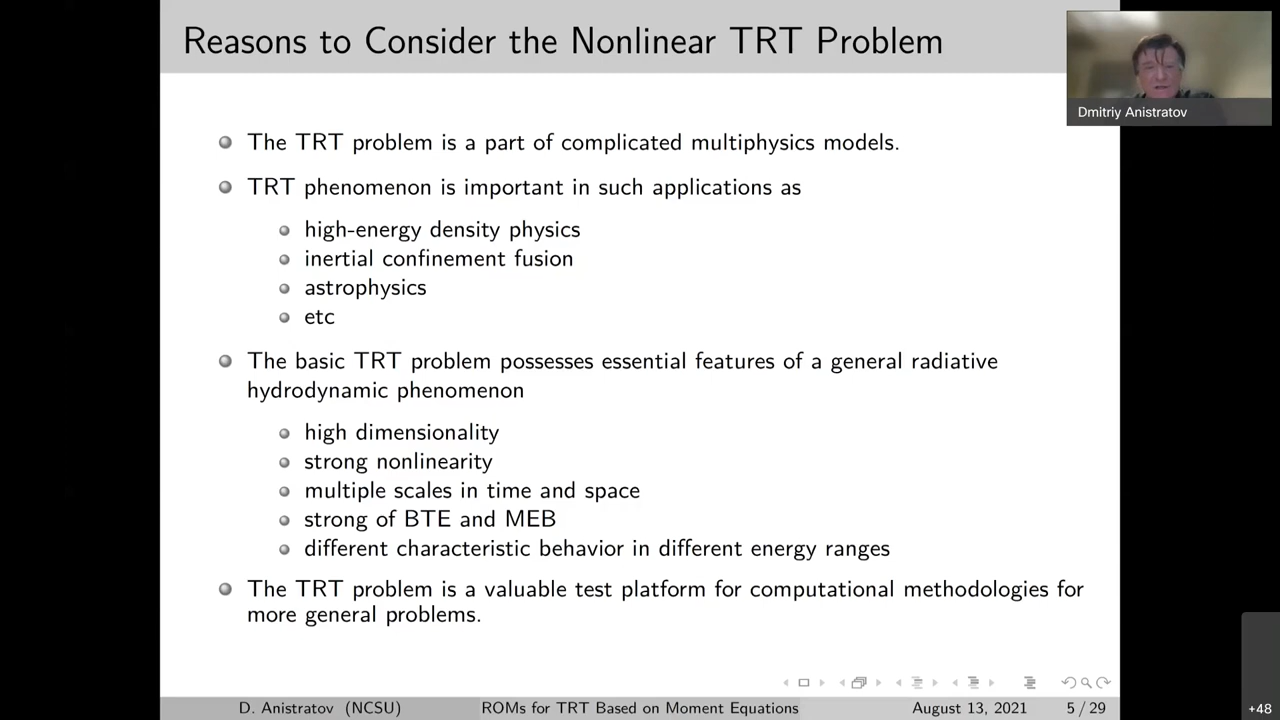 Reasons to Consider the Nonlinear TRT Problem
Dmitriy Anistratov
The TRT problem is a part of complicated multiphysics models.
TRT phenomenon is important in such applications as
high-energy density physics
inertial confinement fusion
astrophysics
etc
The basic TRT problem possesses essential features of a general radiative
hydrodynamic phenomenon
high dimensionality
strong nonlinearity
multiple scales in time and space
strong of BTE and MEB
different characteristic behavior in different energy ranges
The TRT problem is a valuable test platform for computational methodologies for
more general problems.
D. Anistratov (NCSU) ROMs for TRT Based on Moment Equations August 13, 2021 5 / 29
+48